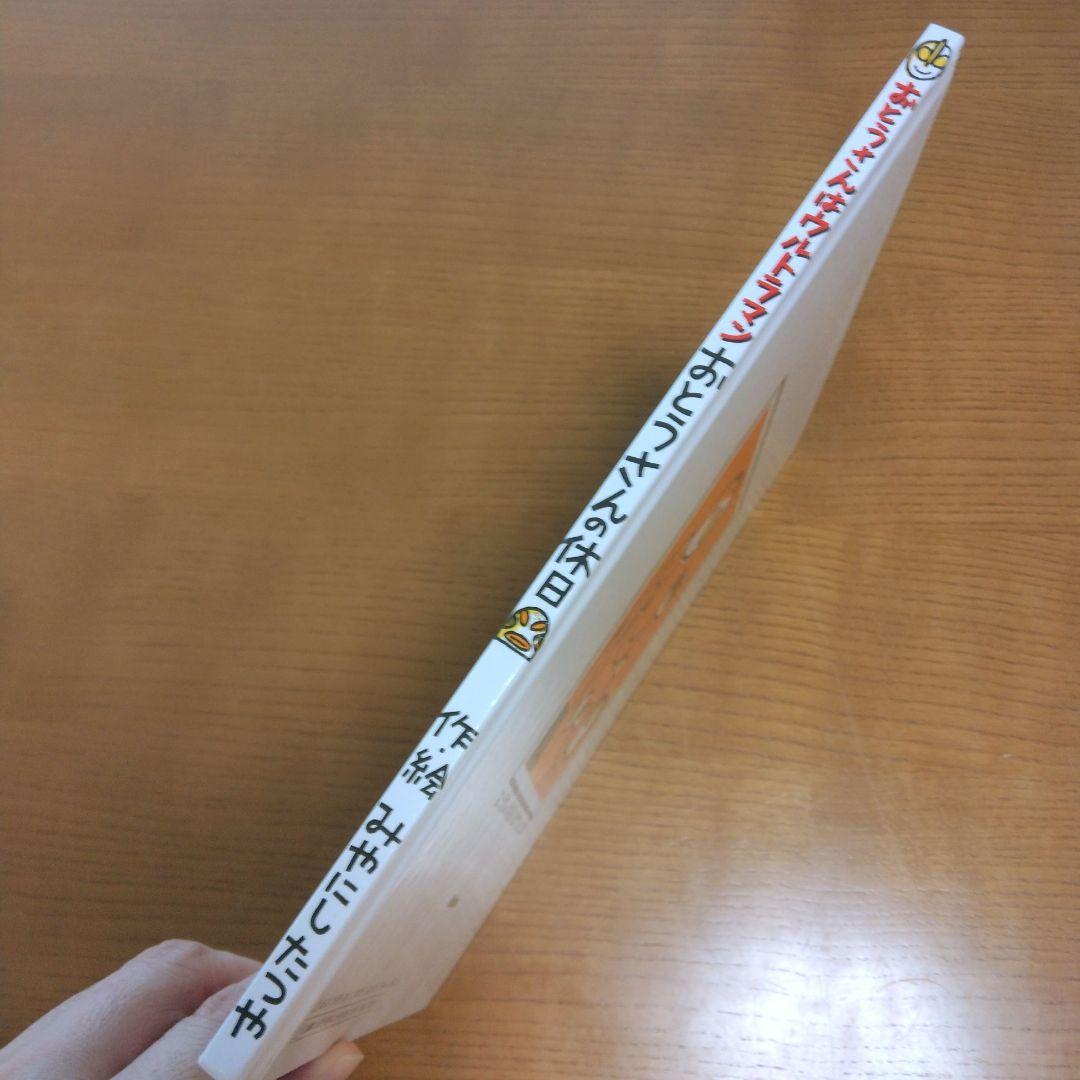 おとうさんはウルトラマン
おとうさんの休日
作・絵 みやにしたつや